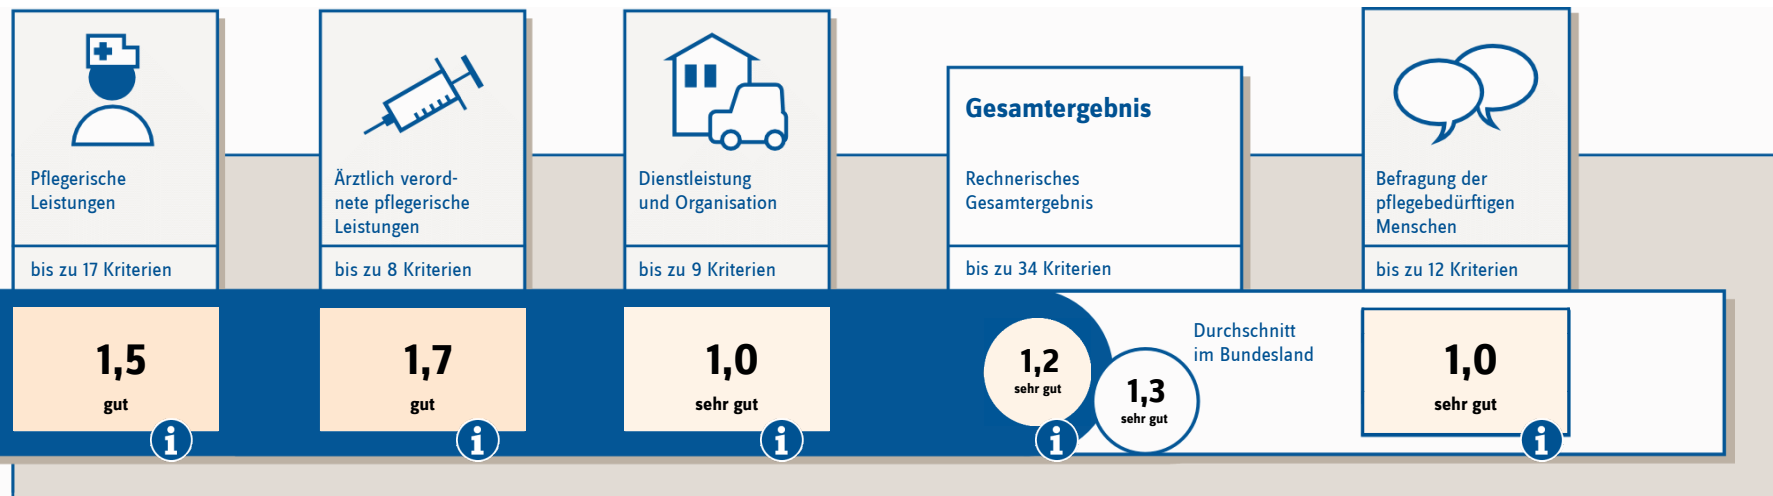 Pflegerische
Leistungen
bis zu 17 Kriterien
1,5
gut
i
Ärztlich verord-
nete pflegerische
Leistungen
bis zu 8 Kriterien
1,7
gut
i
Dienstleistung
und Organisation
bis zu 9 Kriterien
1,0
sehr gut
i
Gesamtergebnis
Rechnerisches
Gesamtergebnis
bis zu 34 Kriterien
1,2
sehr gut
i
1,3
sehr gut
Durchschnitt
im Bundesland
Befragung der
pflegebedürftigen
Menschen
bis zu 12 Kriterien
1,0
sehr gut
i